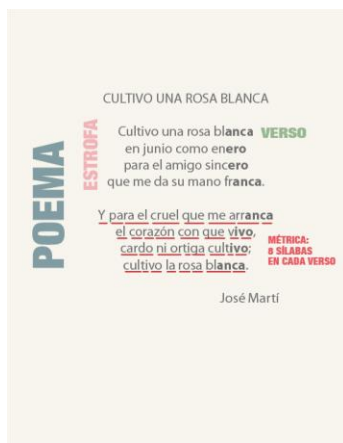 CULTIVO UNA ROSA BLANCA
POEMA
ESTROFA
Cultivo una rosa blanca VERSO
en junio como enero
para el amigo sincero
que me da su mano franca.
Y para el cruel que me arranca
el corazón con que vivo,
cardo ni ortiga cultivo;
cultivo la rosa blanca.
MÉTRICA:
8 SÍLABAS
EN CADA VERSO
José Martí